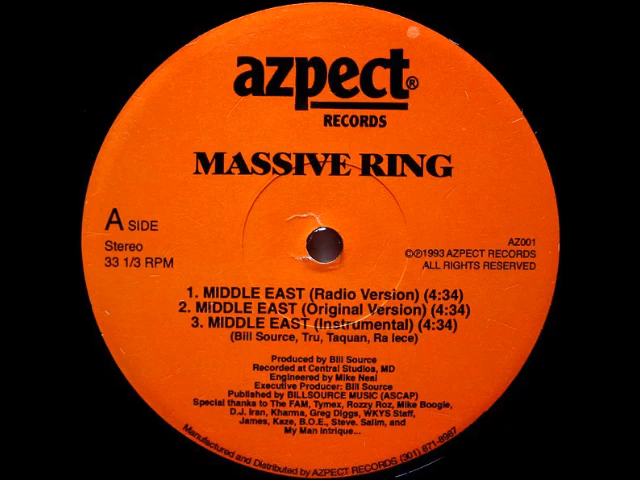 azpect®
RECORDS
MASSIVE RING
A SIDE
Stereo
33 1/3 RPM
AZ001
©℗1993 AZPECT RECORDS
ALL RIGHTS RESERVED
1. MIDDLE EAST (Radio Version) (4:34)
2. MIDDLE EAST (Original Version) (4:34)
3. MIDDLE EAST (Instrumental) (4:34)
(Bill Source, Tru, Taquan, Ra Iece)
Produced by Bill Source
Recorded at Central Studios, MD
Engineered by Mike Neal
Executive Producer: Bill Source
Published by BILLSOURCE MUSIC (ASCAP)
Special thanks to The FAM, Tymex, Rozzy Roz, Mike Boogie,
D.J. Iran, Kharma, Greg Diggs, WKYS Staff,
James, Kaze, B.O.E., Steve. Salim, and
My Man Intrique...
Manufactured and Distributed by AZPECT RECORDS (301) 871-8987